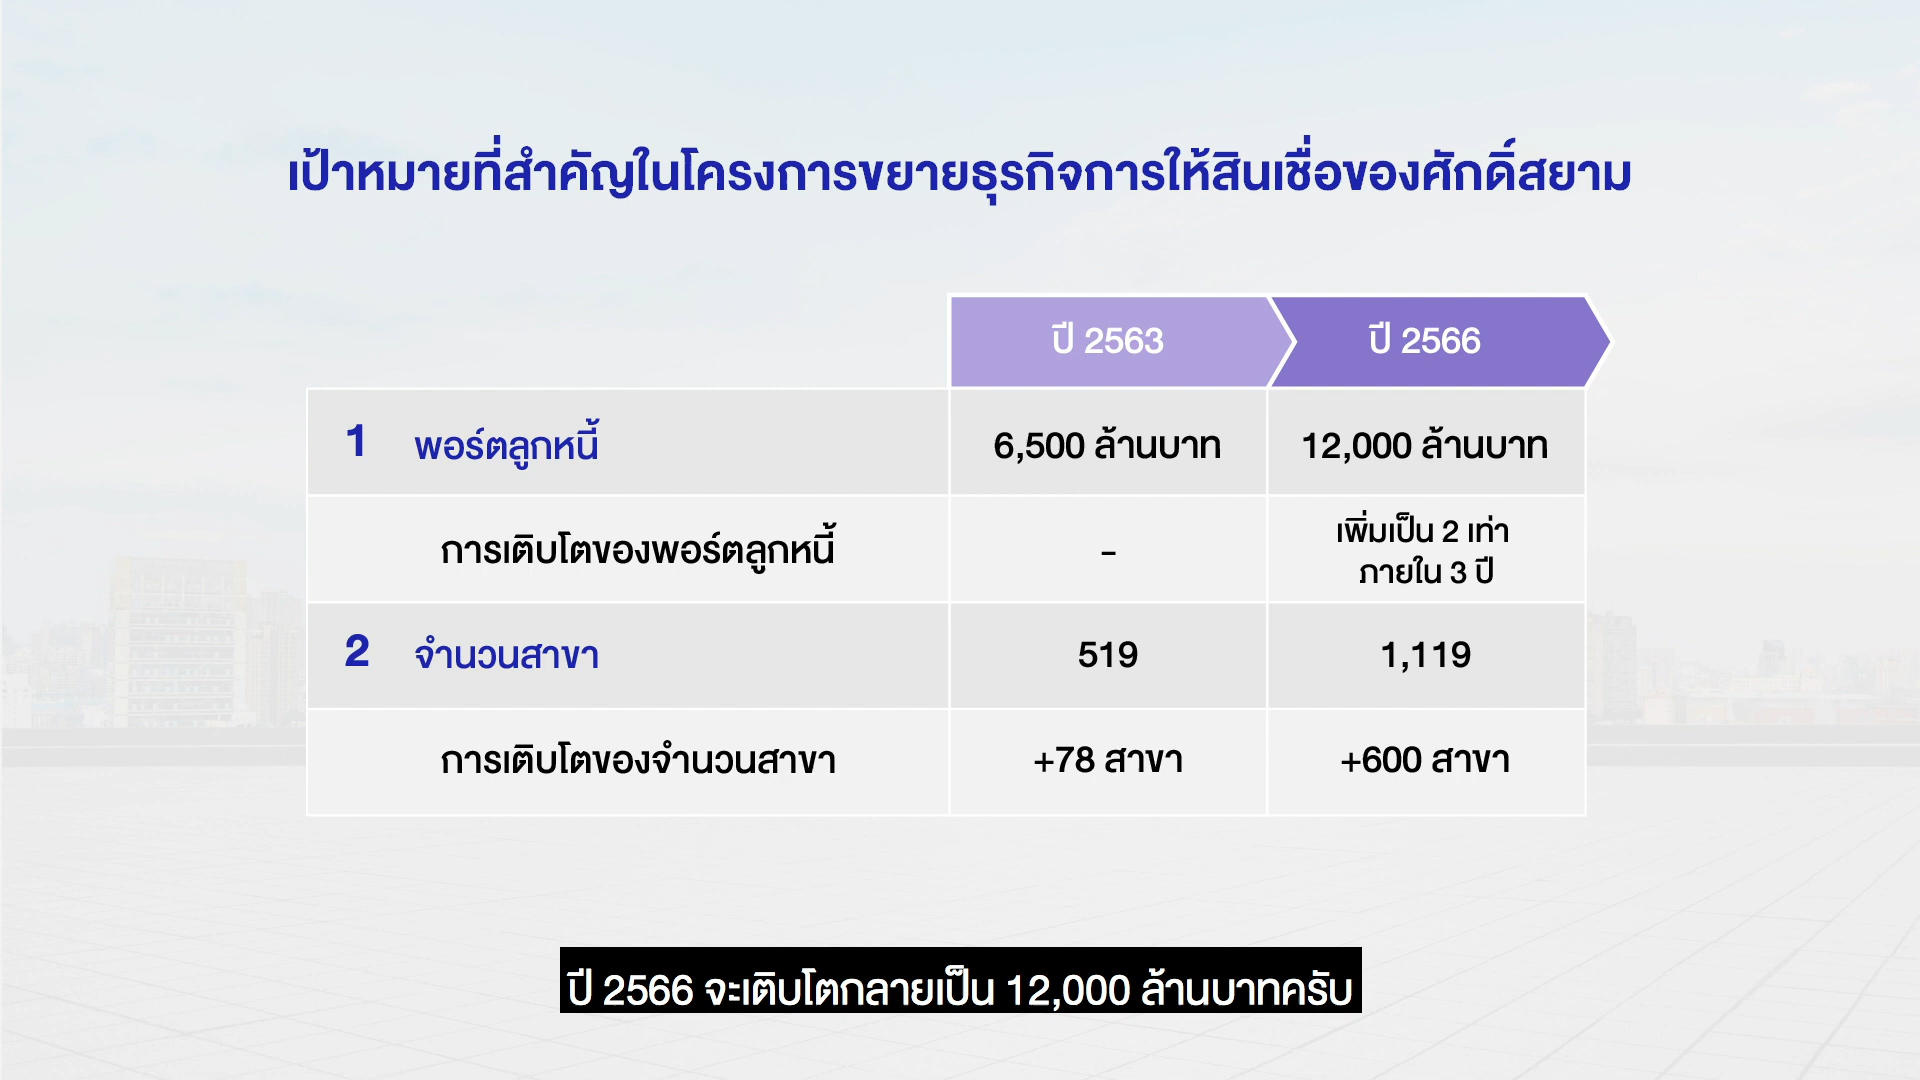 เป้าหมายที่สำคัญในโครงการขยายธุรกิจการให้สินเชื่อของศักดิ์สยาม
ปี 2563 ปี 2566
1 พอร์ตลูกหนี้ 6,500 ล้านบาท 12,000 ล้านบาท
การเติบโตของพอร์ตลูกหนี้ - เพิ่มเป็น 2 เท่า
ภายใน 3 ปี
2 จำนวนสาขา 519 1,119
การเติบโตของจำนวนสาขา +78 สาขา +600 สาขา
ปี 2566 จะเติบโตกลายเป็น 12,000 ล้านบาทครับ